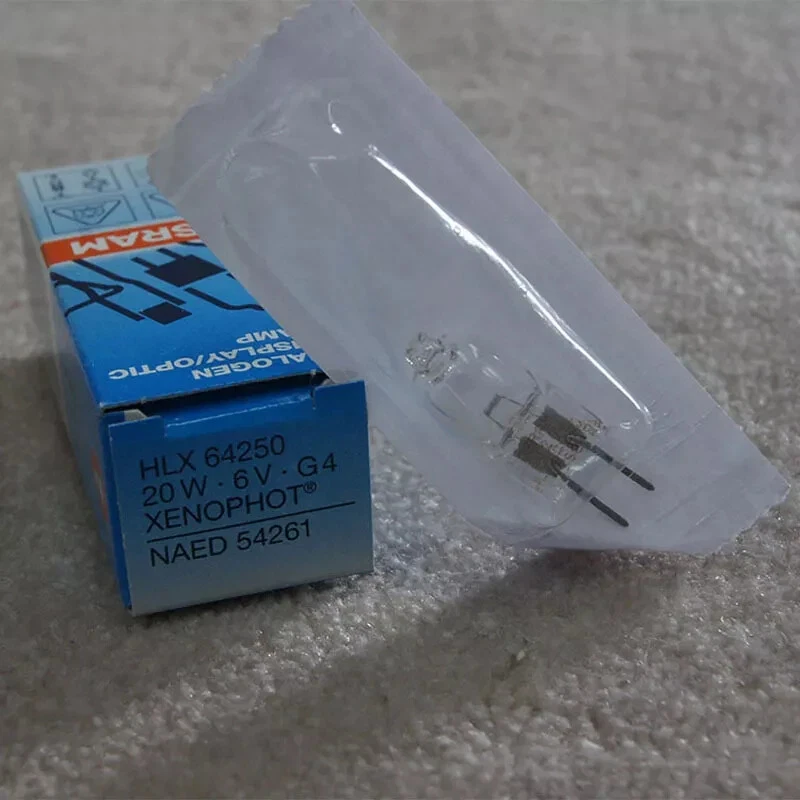 SRAM
ALOGEN
ISPLAY/OPTIC
AMP
HLX 64250
20 W · 6 V · G4
XENOPHOT®
NAED 54261